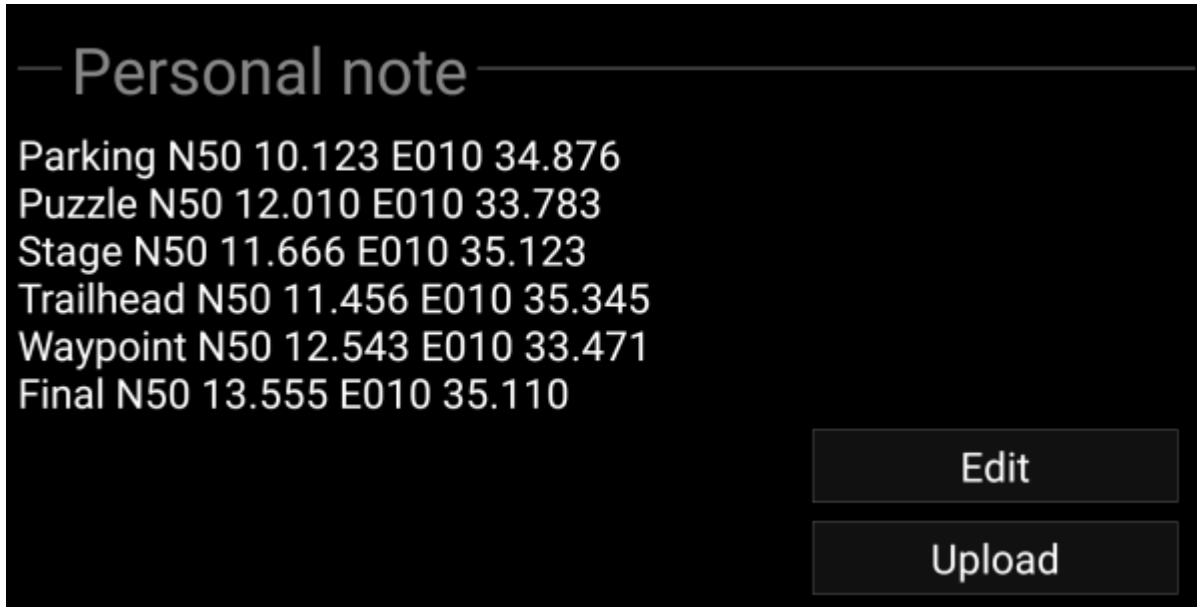 Personal note
Parking N50 10.123 E010 34.876
Puzzle N50 12.010 E010 33.783
Stage N50 11.666 E010 35.123
Trailhead N50 11.456 E010 35.345
Waypoint N50 12.543 E010 33.471
Final N50 13.555 E010 35.110
Edit
Upload